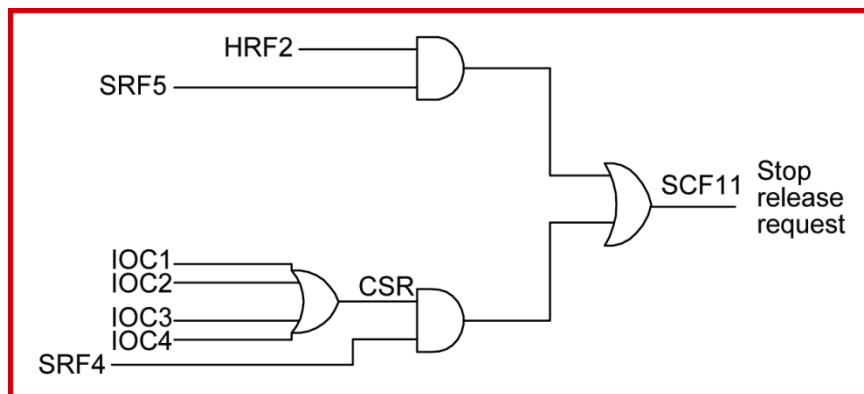 HRF2
SRF5
SCF11
Stop
release
request
IOC1
IOC2
CSR
IOC3
IOC4
SRF4